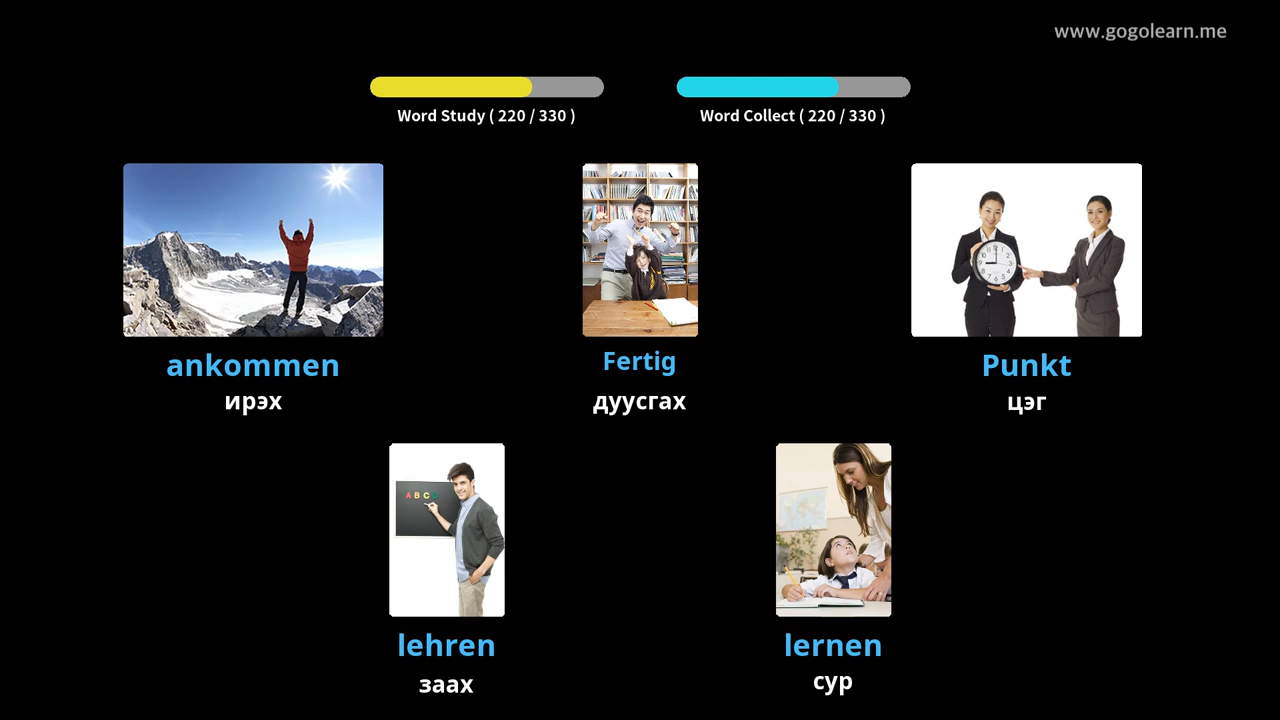 www.gogolearn.me
Word Study ( 220 / 330 )
Word Collect ( 220 / 330 )
ankommen
ирэх
Fertig
дуусгах
Punkt
цэг
A B C D
lehren
заах
lernen
сур